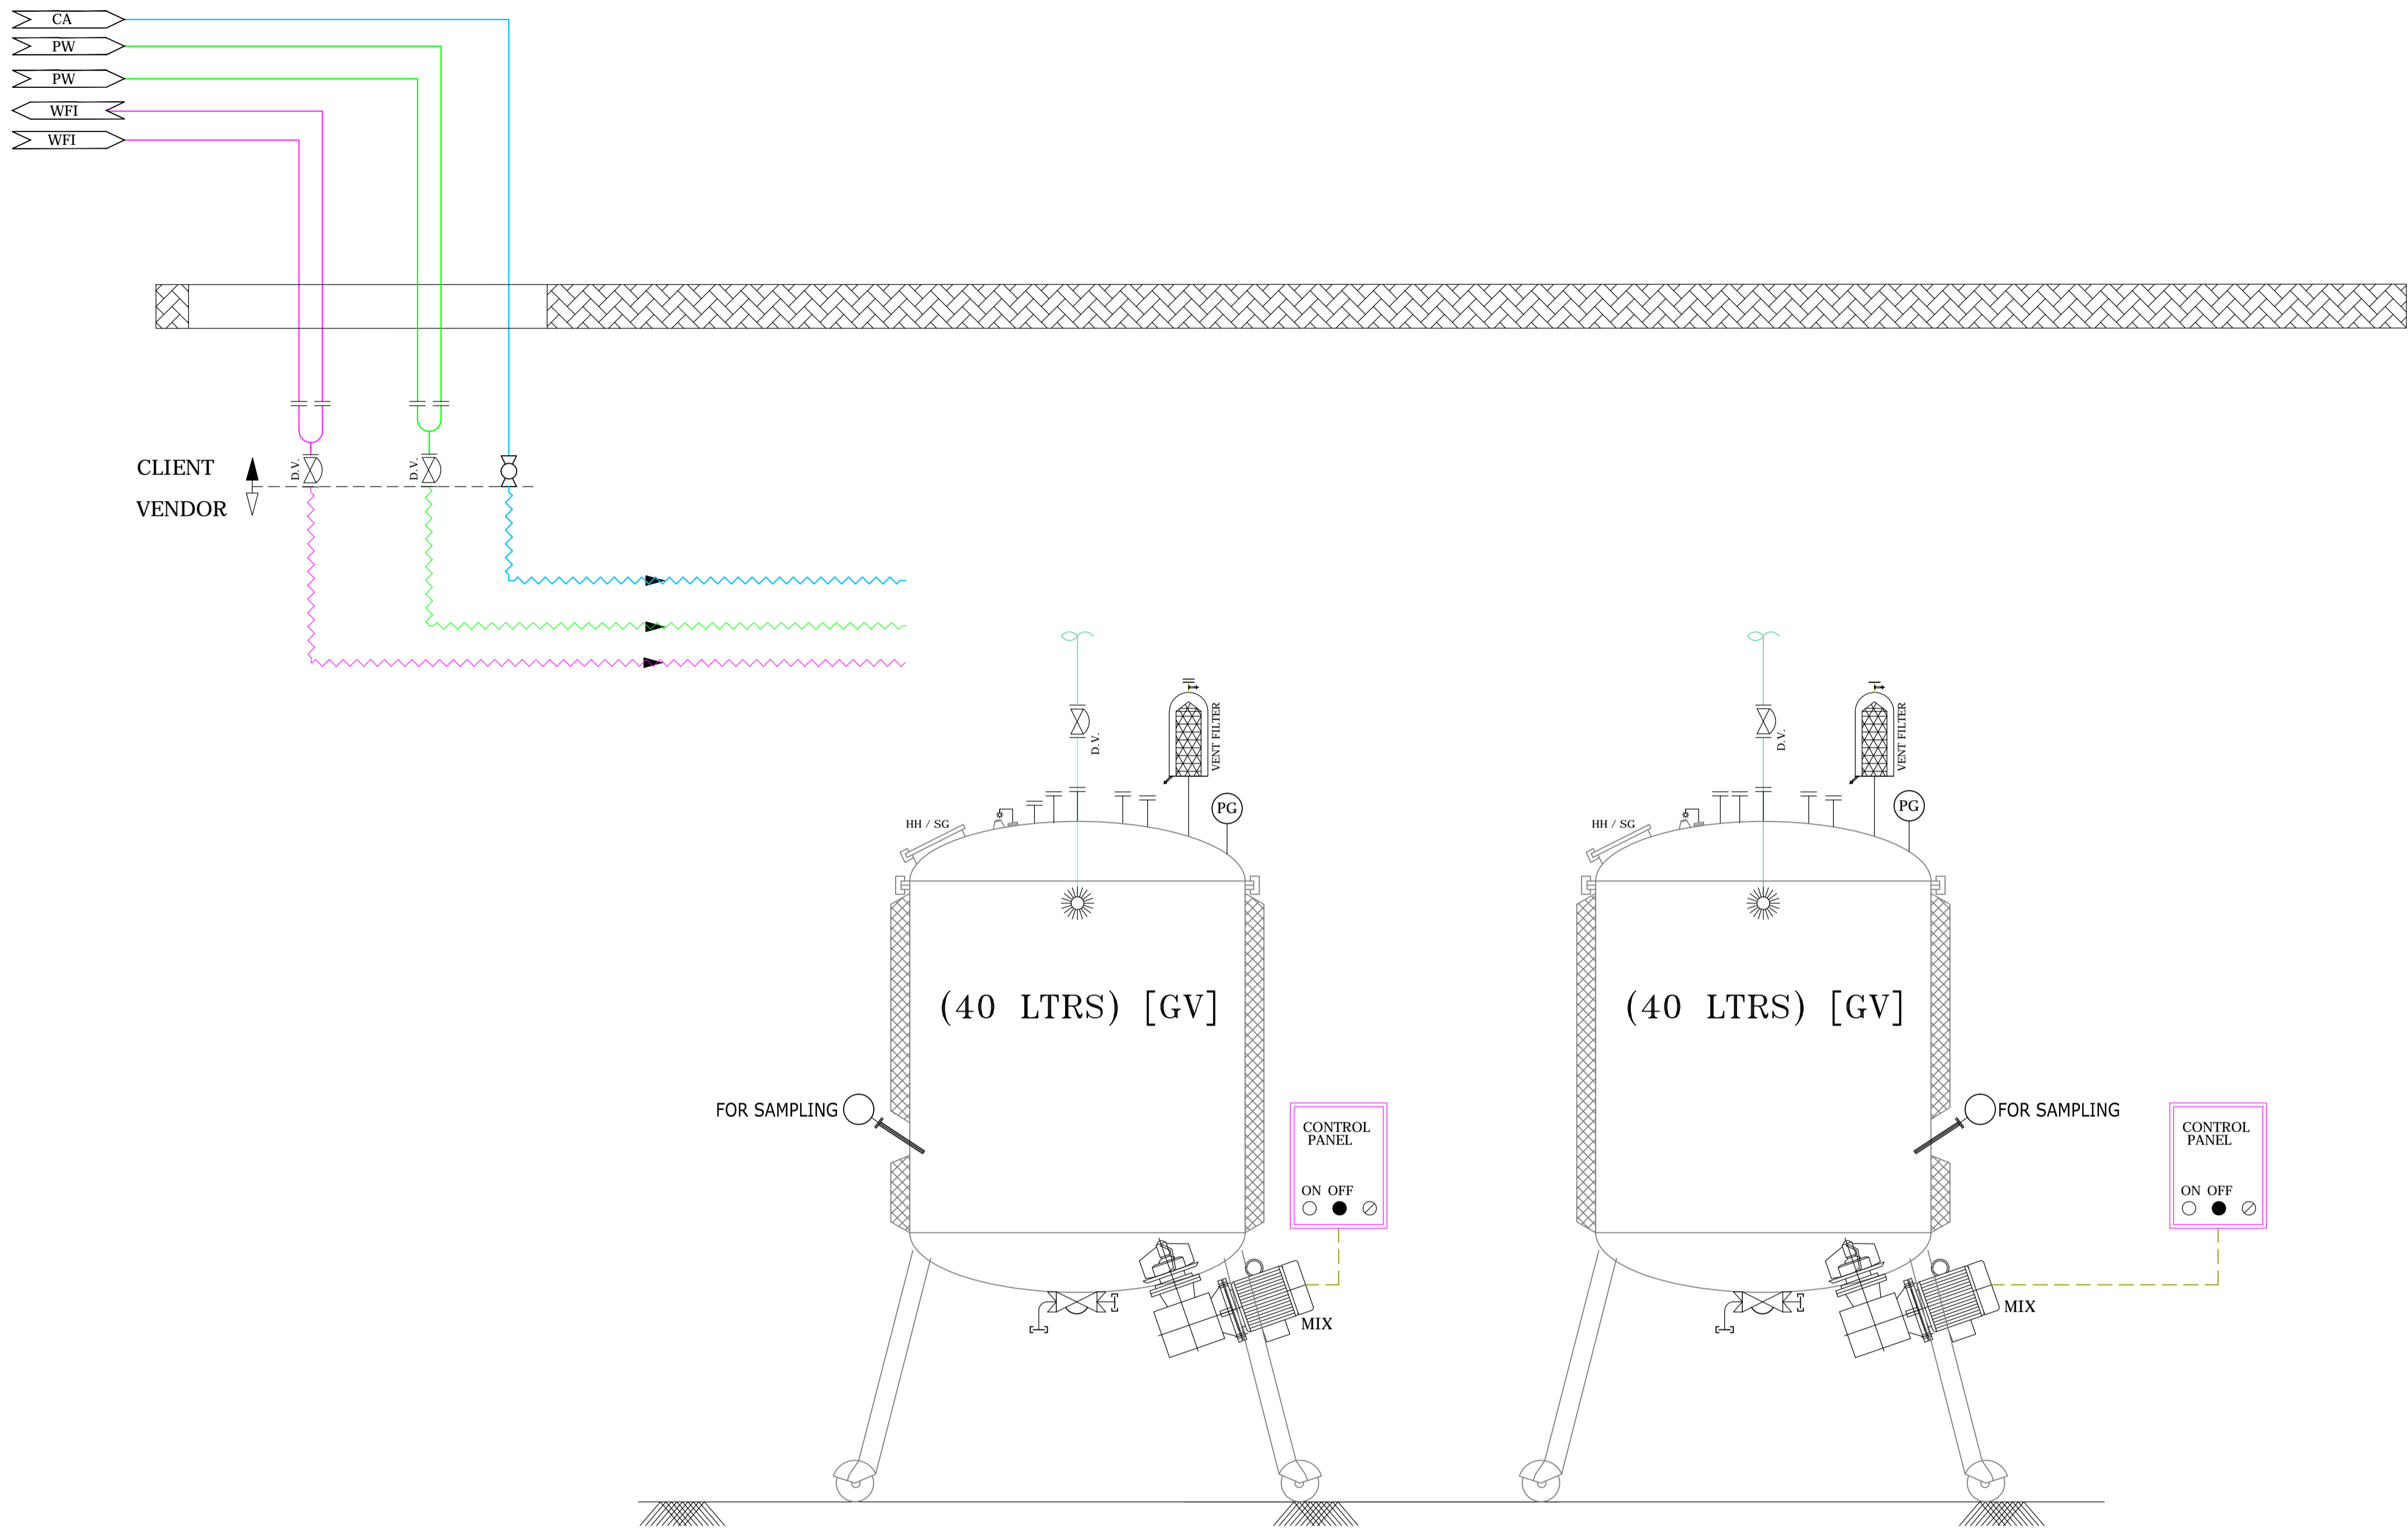 CA
PW
PW
WFI
WFI
D.V.
D.V.
CLIENT
VENDOR
D.V.
VENT FILTER
PG
HH / SG
D.V.
VENT FILTER
PG
HH / SG
(40 LTRS) [GV]
(40 LTRS) [GV]
FOR SAMPLING
CONTROL
PANEL
ON OFF
MIX
FOR SAMPLING
CONTROL
PANEL
ON OFF
MIX